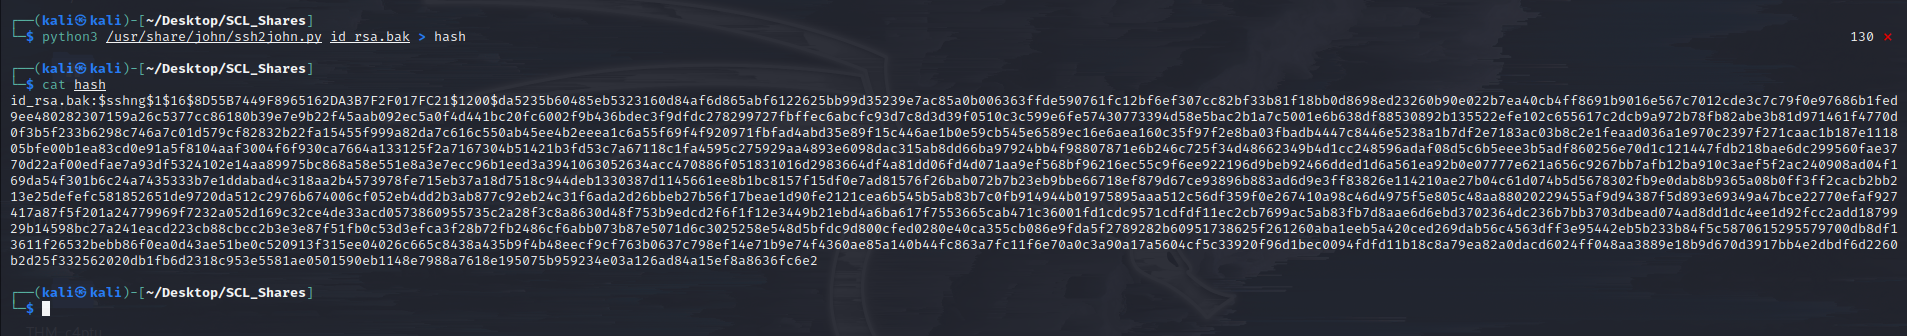 ┌──(kali㉿kali)-[~/Desktop/SCL_Shares]
└─$ python3 /usr/share/john/ssh2john.py id_rsa.bak > hash 130 ⨯
┌──(kali㉿kali)-[~/Desktop/SCL_Shares]
└─$ cat hash
id_rsa.bak:$sshng$1$16$8D55B7449F8965162DA3B7F2F017FC21$1200$da5235b60485eb5323160d84af6d865abf6122625bb99d35239e7ac85a0b006363ffde590761fc12bf6ef307cc82bf33b81f18bb0d8698ed23260b90e022b7ea40cb4ff8691b9016e567c7012cde3c7c79f0e97686b1fed
9ee480282307159a26c5377cc86180b39e7e9b22f45aab092ec5a0f4d441bc20fc6002f9b436bdec3f9dfdc278299727fbffec6abcfc93d7c8d3d39f0510c3c599e6fe57430773394d58e5bac2b1a7c5001e6b638df88530892b135522efe102c655617c2dcb9a972b78fb82abe3b81d971461f4770d
0f3b5f233b6298c746a7c01d579cf82832b22fa15455f999a82da7c616c550ab45ee4b2eeea1c6a55f69f4f920971fbfad4abd35e89f15c446ae1b0e59cb545e6589ec16e6aea160c35f97f2e8ba03fbadb4447c8446e5238a1b7df2e7183ac03b8c2e1feaad036a1e970c2397f271caac1b187e1118
05bfe00b1ea83cd0e91a5f8104aaf3004f6f930ca7664a133125f2a7167304b51421b3fd53c7a67118c1fa4595c275929aa4893e6098dac315ab8dd66ba97924bb4f98807871e6b246c725f34d48662349b4d1cc248596adaf08d5c6b5eee3b5adf860256e70d1c121447fdb218bae6dc299560fae37
70d22af00edfae7a93df5324102e14aa89975bc868a58e551e8a3e7ecc96b1eed3a3941063052634acc470886f051831016d2983664df4a81dd06fd4d071aa9ef568bf96216ec55c9f6ee922196d9beb92466dded1d6a561ea92b0e07777e621a656c9267bb7afb12ba910c3aef5f2ac240908ad04f1
69da54f301b6c24a7435333b7e1ddabad4c318aa2b4573978fe715eb37a18d7518c944deb1330387d1145661ee8b1bc8157f15df0e7ad81576f26bab072b7b23eb9bbe66718ef879d67ce93896b883ad6d9e3ff83826e114210ae27b04c61d074b5d5678302fb9e0dab8b9365a08b0ff3ff2cacb2bb2
13e25defefc581852651de9720da512c2976b674006cf052eb4dd2b3ab877c92eb24c31f6ada2d26bbeb27b56f17beae1d90fe2121cea6b545b5ab83b7c0fb914944b01975895aaa512c56df359f0e267410a98c46d4975f5e805c48aa88020229455af9d94387f5d893e69349a47bce22770efaf927
417a87f5f201a24779969f7232a052d169c32ce4de33acd0573860955735c2a28f3c8a8630d48f753b9edcd2f6f1f12e3449b21ebd4a6ba617f7553665cab471c36001fd1cdc9571cdfdf11ec2cb7699ac5ab83fb7d8aae6d6ebd3702364dc236b7bb3703dbead074ad8dd1dc4ee1d92fcc2add18799
29b14598bc27a241eacd223cb88cbcc2b3e3e87f51fb0c53d3efca3f28b72fb2486cf6abb073b87e5071d6c3025258e548d5bfdc9d800cfed0280e40ca355cb086e9fda5f2789282b60951738625f261260aba1eeb5a420ced269dab56c4563dff3e95442eb5b233b84f5c5870615295579700db8df1
3611f26532bebb86f0ea0d43ae51be0c520913f315ee04026c665c8438a435b9f4b48eecf9cf763b0637c798ef14e71b9e74f4360ae85a140b44fc863a7fc11f6e70a0c3a90a17a5604cf5c33920f96d1bec0094fdfd11b18c8a79ea82a0dacd6024ff048aa3889e18b9d670d3917bb4e2dbdf6d2260
b2d25f332562020db1fb6d2318c953e5581ae0501590eb1148e7988a7618e195075b959234e03a126ad84a15ef8a8636fc6e2
┌──(kali㉿kali)-[~/Desktop/SCL_Shares]
└─$